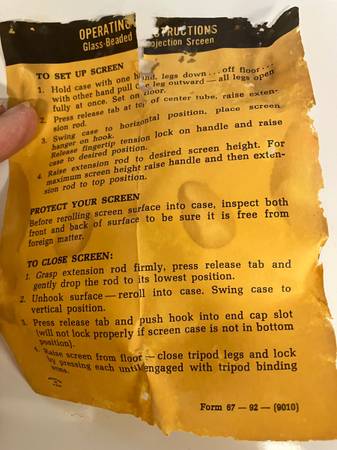 OPERATING INSTRUCTIONS
Glass-Beaded Projection Srceen
TO SET UP SCREEN
1. Hold case with one hand, legs down . . . off floor . . .
With other hand pull one leg outward — all legs open
fully at once. Set on floor.
2. Press release tab at top of center tube, raise exten-
sion rod.
3. Swing case to horizontal position, place screen
hanger on hook.
Release fingertip tension lock on handle and raise
case to desired position.
4. Raise extension rod to desired screen height. For
maximum screen height raise handle and then exten-
sion rod to top position.
PROTECT YOUR SCREEN
Before rerolling screen surface into case, inspect both
front and back of surface to be sure it is free from
foreign matter.
TO CLOSE SCREEN:
1. Grasp extension rod firmly, press release tab and
gently drop the rod to its lowest position.
2. Unhook surface — reroll into case. Swing case to
vertical position.
3. Press release tab and push hook into end cap slot
(will not lock properly if screen case is not in bottom
position).
4. Raise screen from floor — close tripod legs and lock
by pressing each until engaged with tripod binding
Form 67 — 92 — (9010)